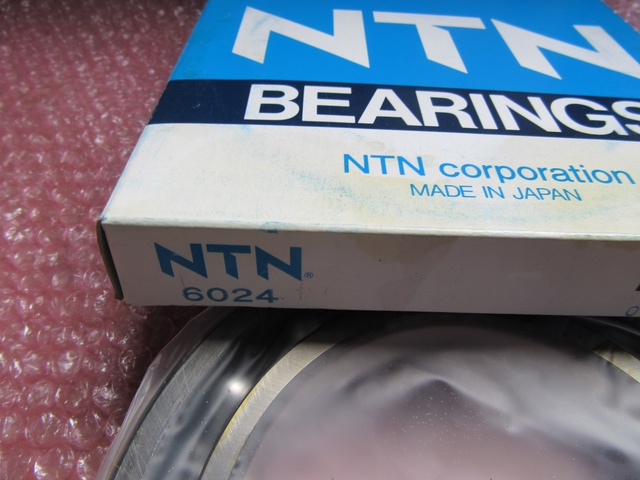 NTN
BEARINGS
NTN corporation
MADE IN JAPAN
NTN®
6024